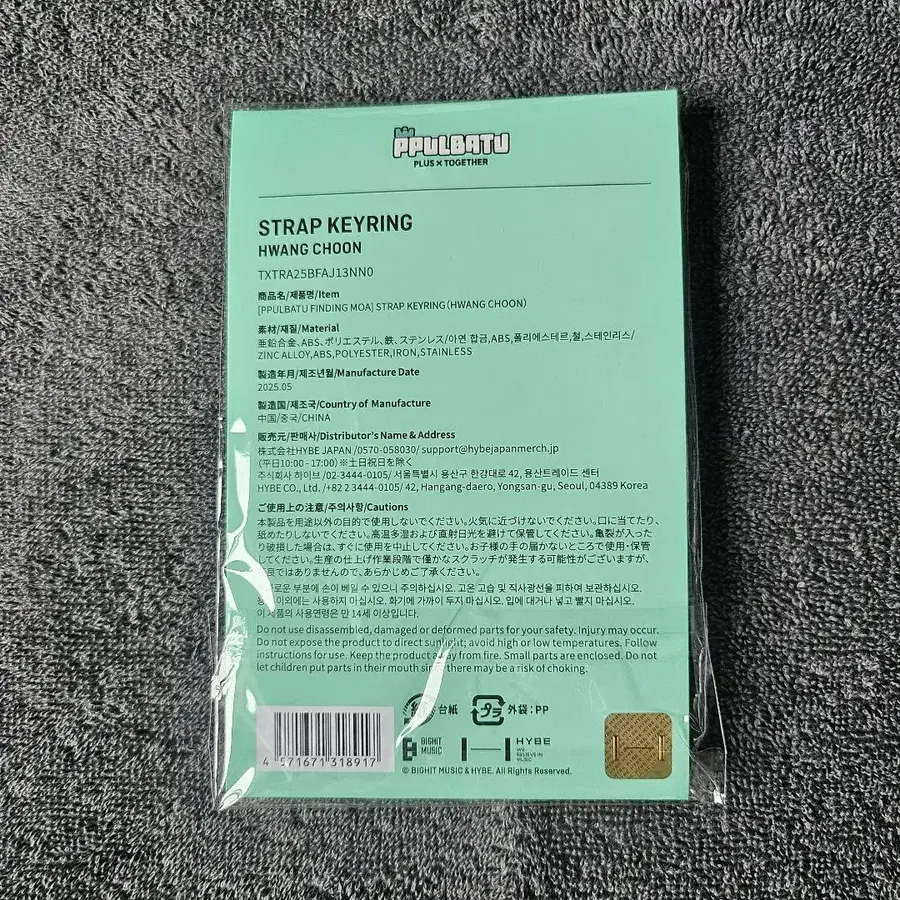 PPULBATU
PLUS × TOGETHER
STRAP KEYRING
HWANG CHOON
TXTRA25BFAJ13NN0
商品名/제품명/Item
[PPULBATU FINDING MOA] STRAP KEYRING(HWANG CHOON)
素材/재질/Material
亜鉛合金、ABS、ポリエステル、鉄、ステンレス/아연 합금,ABS,폴리에스테르,철,스테인리스/
ZINC ALLOY,ABS,POLYESTER,IRON,STAINLESS
製造年月/제조년월/Manufacture Date
2025.05
製造国/제조국/Country of Manufacture
中国/중국/CHINA
販売元/판매사/Distributor's Name & Address
株式会社HYBE JAPAN /0570-058030/ support@hybejapanmerch.jp
(平日10:00 - 17:00)※土日祝日を除く
주식회사 하이브 /02-3444-0105/ 서울특별시 용산구 한강대로 42, 용산트레이드 센터
HYBE CO., Ltd. /+82 2 3444-0105/ 42, Hangang-daero, Yongsan-gu, Seoul, 04389 Korea
ご使用上の注意/주의사항/Cautions
本製品を用途以外の目的で使用しないでください。火気に近づけないでください。口に当てたり、
舐めたりしないでください。高温多湿および直射日光を避けて保管してください。亀裂が入った
り破損した場合は、すぐに使用を中止してください。お子様の手の届かないところで使用・保管
してください。生産の仕上げ作業段階で僅かなスクラッチが発生する可能性がございますが、
ではありませんので、あらかじめご了承ください。
부분에 손이 베일 수 있으니 주의하십시오. 고온 고습 및 직사광선을 피하여 보관하십시오.
이외에는 사용하지 마십시오. 화기에 가까이 두지 마십시오. 입에 대거나 넣고 빨지 마십시오.
이 제품의 사용연령은 만 14세 이상입니다.
Do not use disassembled, damaged or deformed parts for your safety. Injury may occur.
Do not expose the product to direct sunlight; avoid high or low temperatures. Follow
instructions for use. Keep the product away from fire. Small parts are enclosed. Do not
let children put parts in their mouth since there may be a risk of choking.
台紙 プラ 外袋:PP
BIGHIT MUSIC
HYBE
WE BELIEVE IN MUSIC
© BIGHIT MUSIC & HYBE. All Rights Reserved.
4 571671 318917